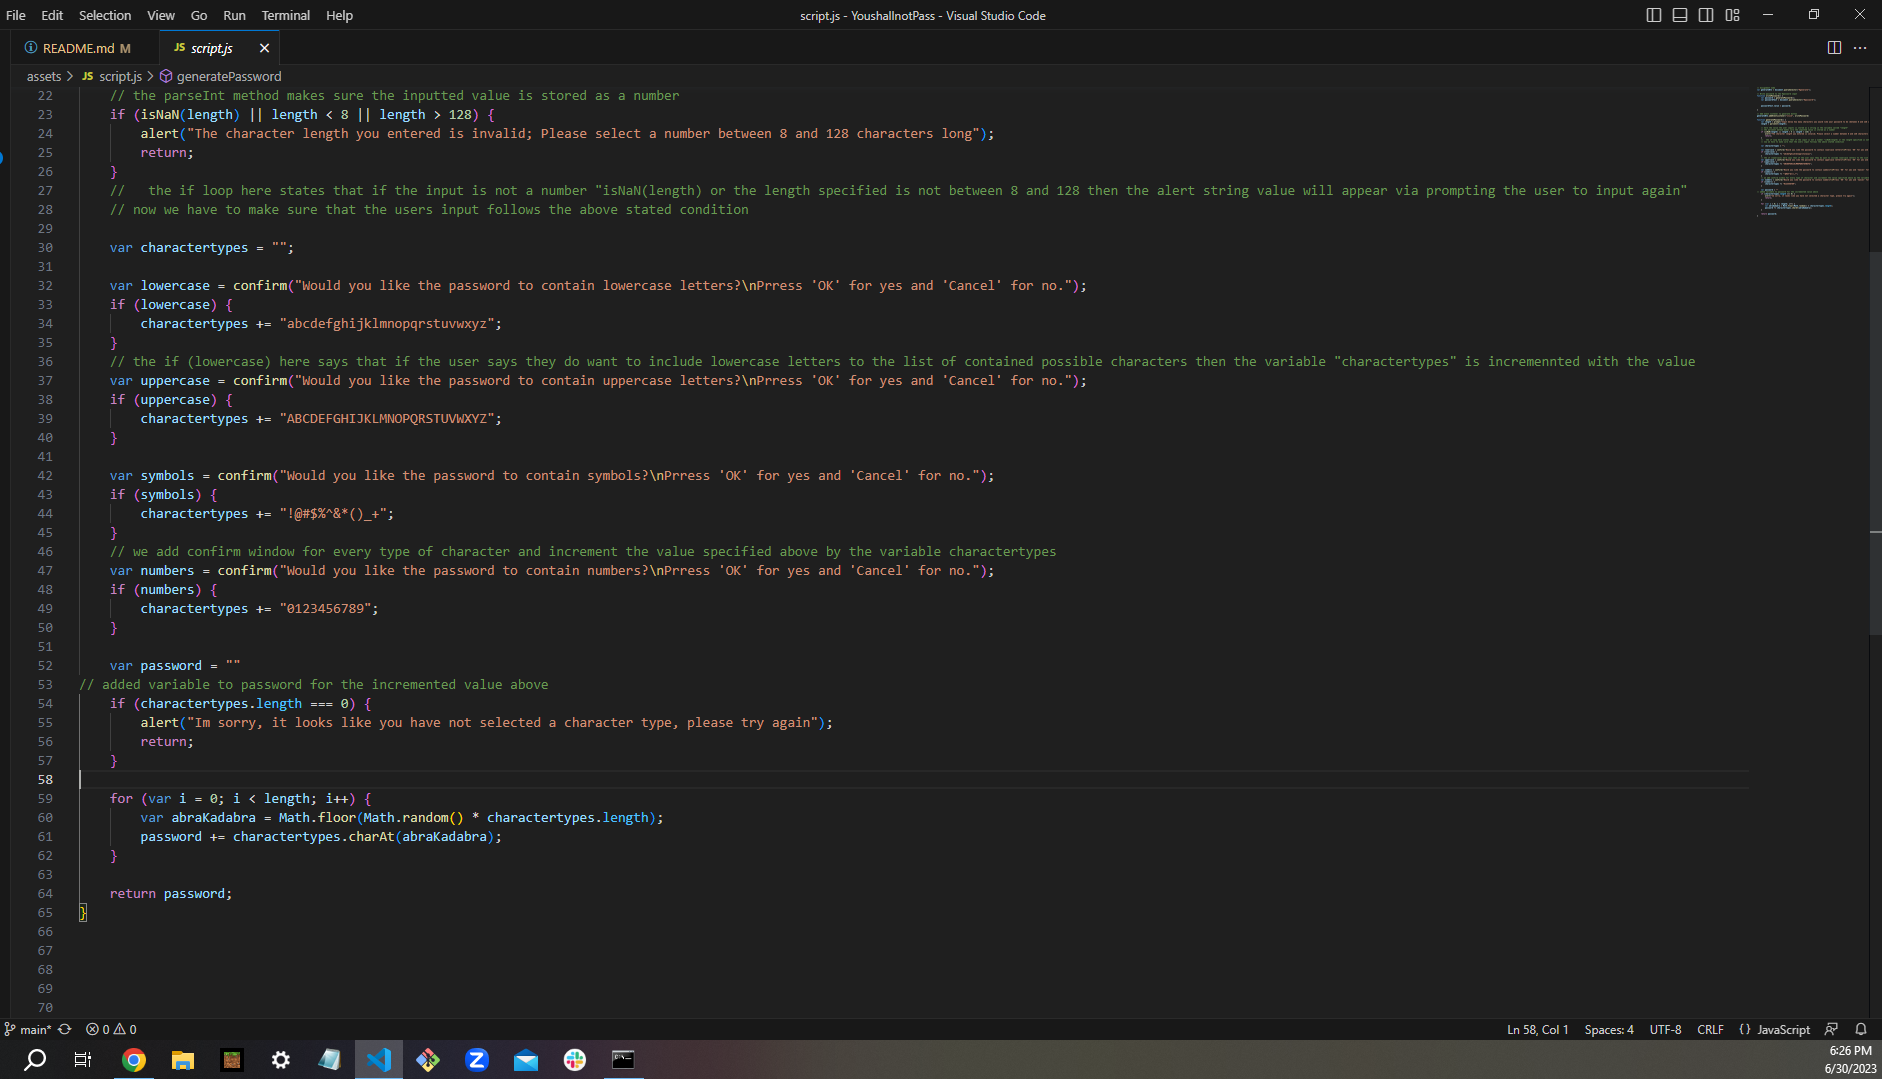 File Edit Selection View Go Run Terminal Help script.js - YoushallnotPass - Visual Studio Code
README.md M JS script.js
assets > JS script.js > generatePassword
22 // the parseInt method makes sure the inputted value is stored as a number
23 if (isNaN(length) || length < 8 || length > 128) {
24 alert("The character length you entered is invalid; Please select a number between 8 and 128 characters long");
25 return;
26 }
27 //   the if loop here states that if the input is not a number "isNaN(length) or the length specified is not between 8 and 128 then the alert string value will appear via prompting the user to input again"
28 // now we have to make sure that the users input follows the above stated condition
29
30 var charactertypes = "";
31
32 var lowercase = confirm("Would you like the password to contain lowercase letters?\nPrress 'OK' for yes and 'Cancel' for no.");
33 if (lowercase) {
34 charactertypes += "abcdefghijklmnopqrstuvwxyz";
35 }
36 // the if (lowercase) here says that if the user says they do want to include lowercase letters to the list of contained possible characters then the variable "charactertypes" is incremennted with the value
37 var uppercase = confirm("Would you like the password to contain uppercase letters?\nPrress 'OK' for yes and 'Cancel' for no.");
38 if (uppercase) {
39 charactertypes += "ABCDEFGHIJKLMNOPQRSTUVWXYZ";
40 }
41
42 var symbols = confirm("Would you like the password to contain symbols?\nPrress 'OK' for yes and 'Cancel' for no.");
43 if (symbols) {
44 charactertypes += "!@#$%^&*()_+";
45 }
46 // we add confirm window for every type of character and increment the value specified above by the variable charactertypes
47 var numbers = confirm("Would you like the password to contain numbers?\nPrress 'OK' for yes and 'Cancel' for no.");
48 if (numbers) {
49 charactertypes += "0123456789";
50 }
51
52 var password = ""
53 // added variable to password for the incremented value above
54 if (charactertypes.length === 0) {
55 alert("Im sorry, it looks like you have not selected a character type, please try again");
56 return;
57 }
58
59 for (var i = 0; i < length; i++) {
60 var abraKadabra = Math.floor(Math.random() * charactertypes.length);
61 password += charactertypes.charAt(abraKadabra);
62 }
63
64 return password;
65 }
66
67
68
69
70
main* 0 0 Ln 58, Col 1 Spaces: 4 UTF-8 CRLF {} JavaScript
6:26 PM
6/30/2023